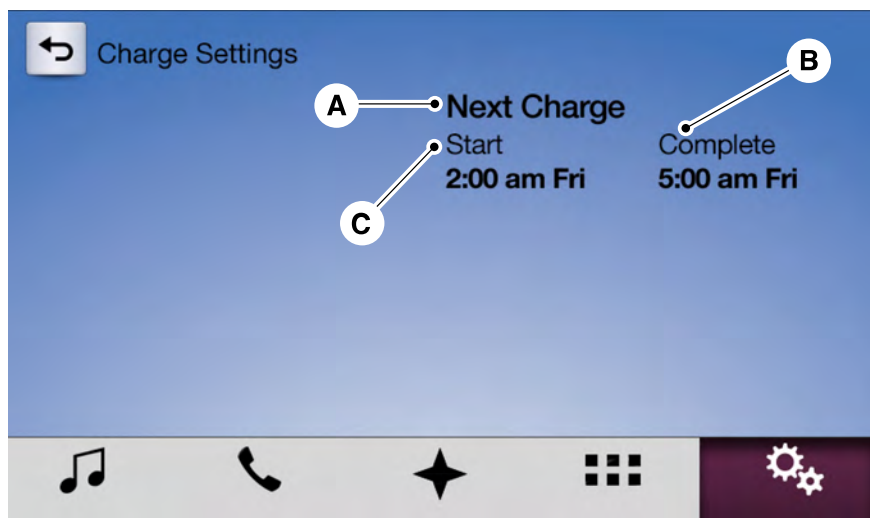 Charge Settings
B
A
Next Charge
Start Complete
2:00 am Fri 5:00 am Fri
C